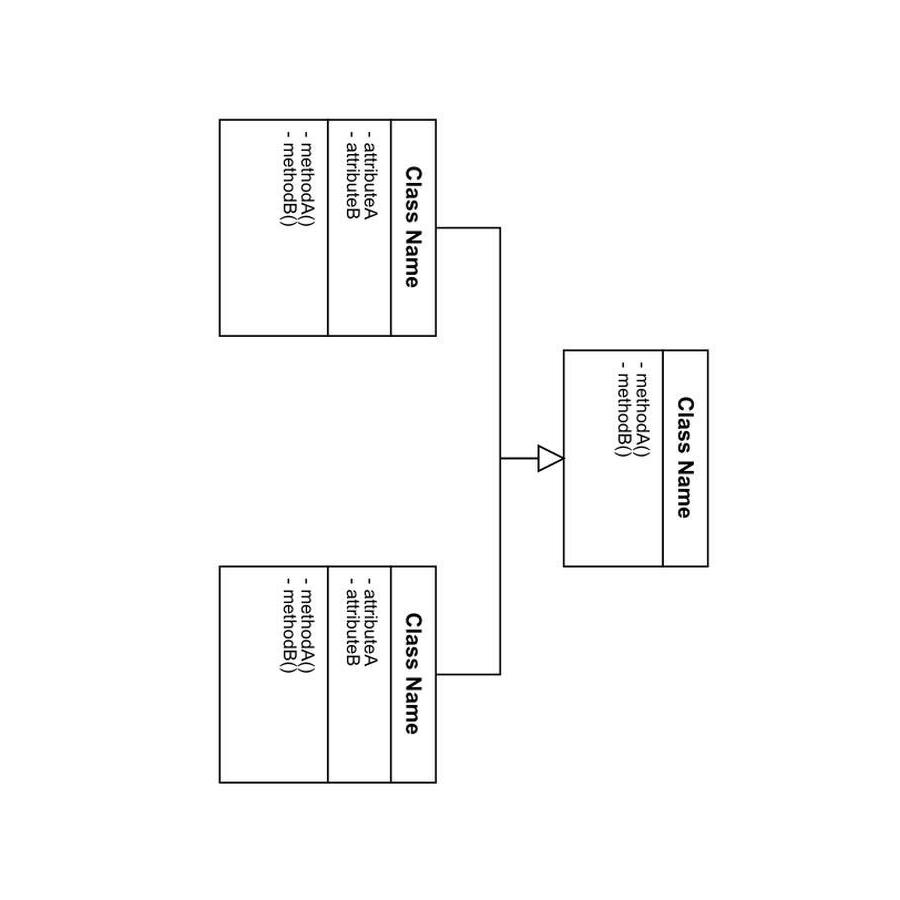 Class Name
- methodA()
- methodB()
Class Name
- attributeA
- attributeB
- methodA()
- methodB()
Class Name
- attributeA
- attributeB
- methodA()
- methodB()